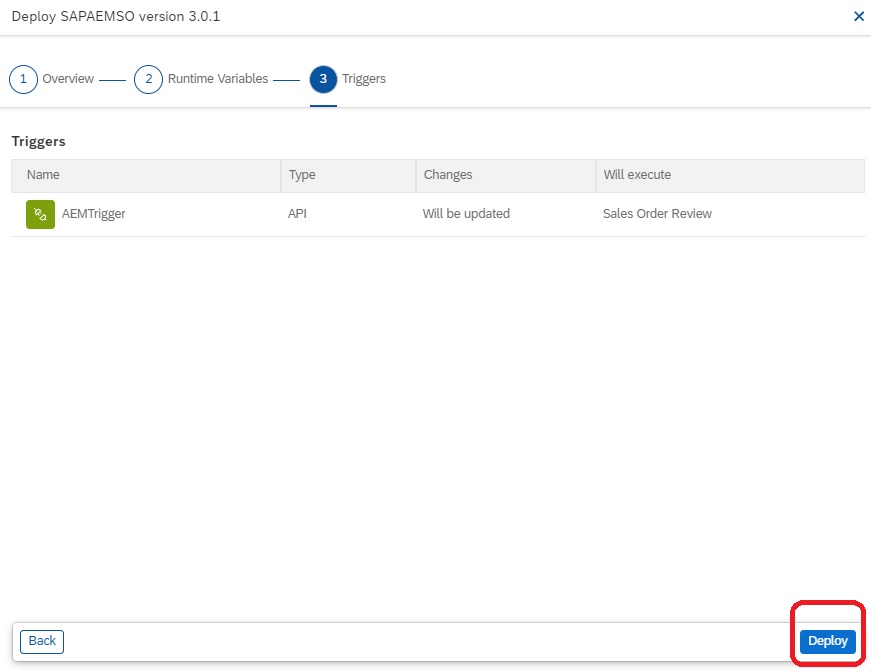 Deploy SAPAEMSO version 3.0.1
1 Overview 2 Runtime Variables 3 Triggers
Triggers
Name Type Changes Will execute
AEMTrigger API Will be updated Sales Order Review
Back Deploy